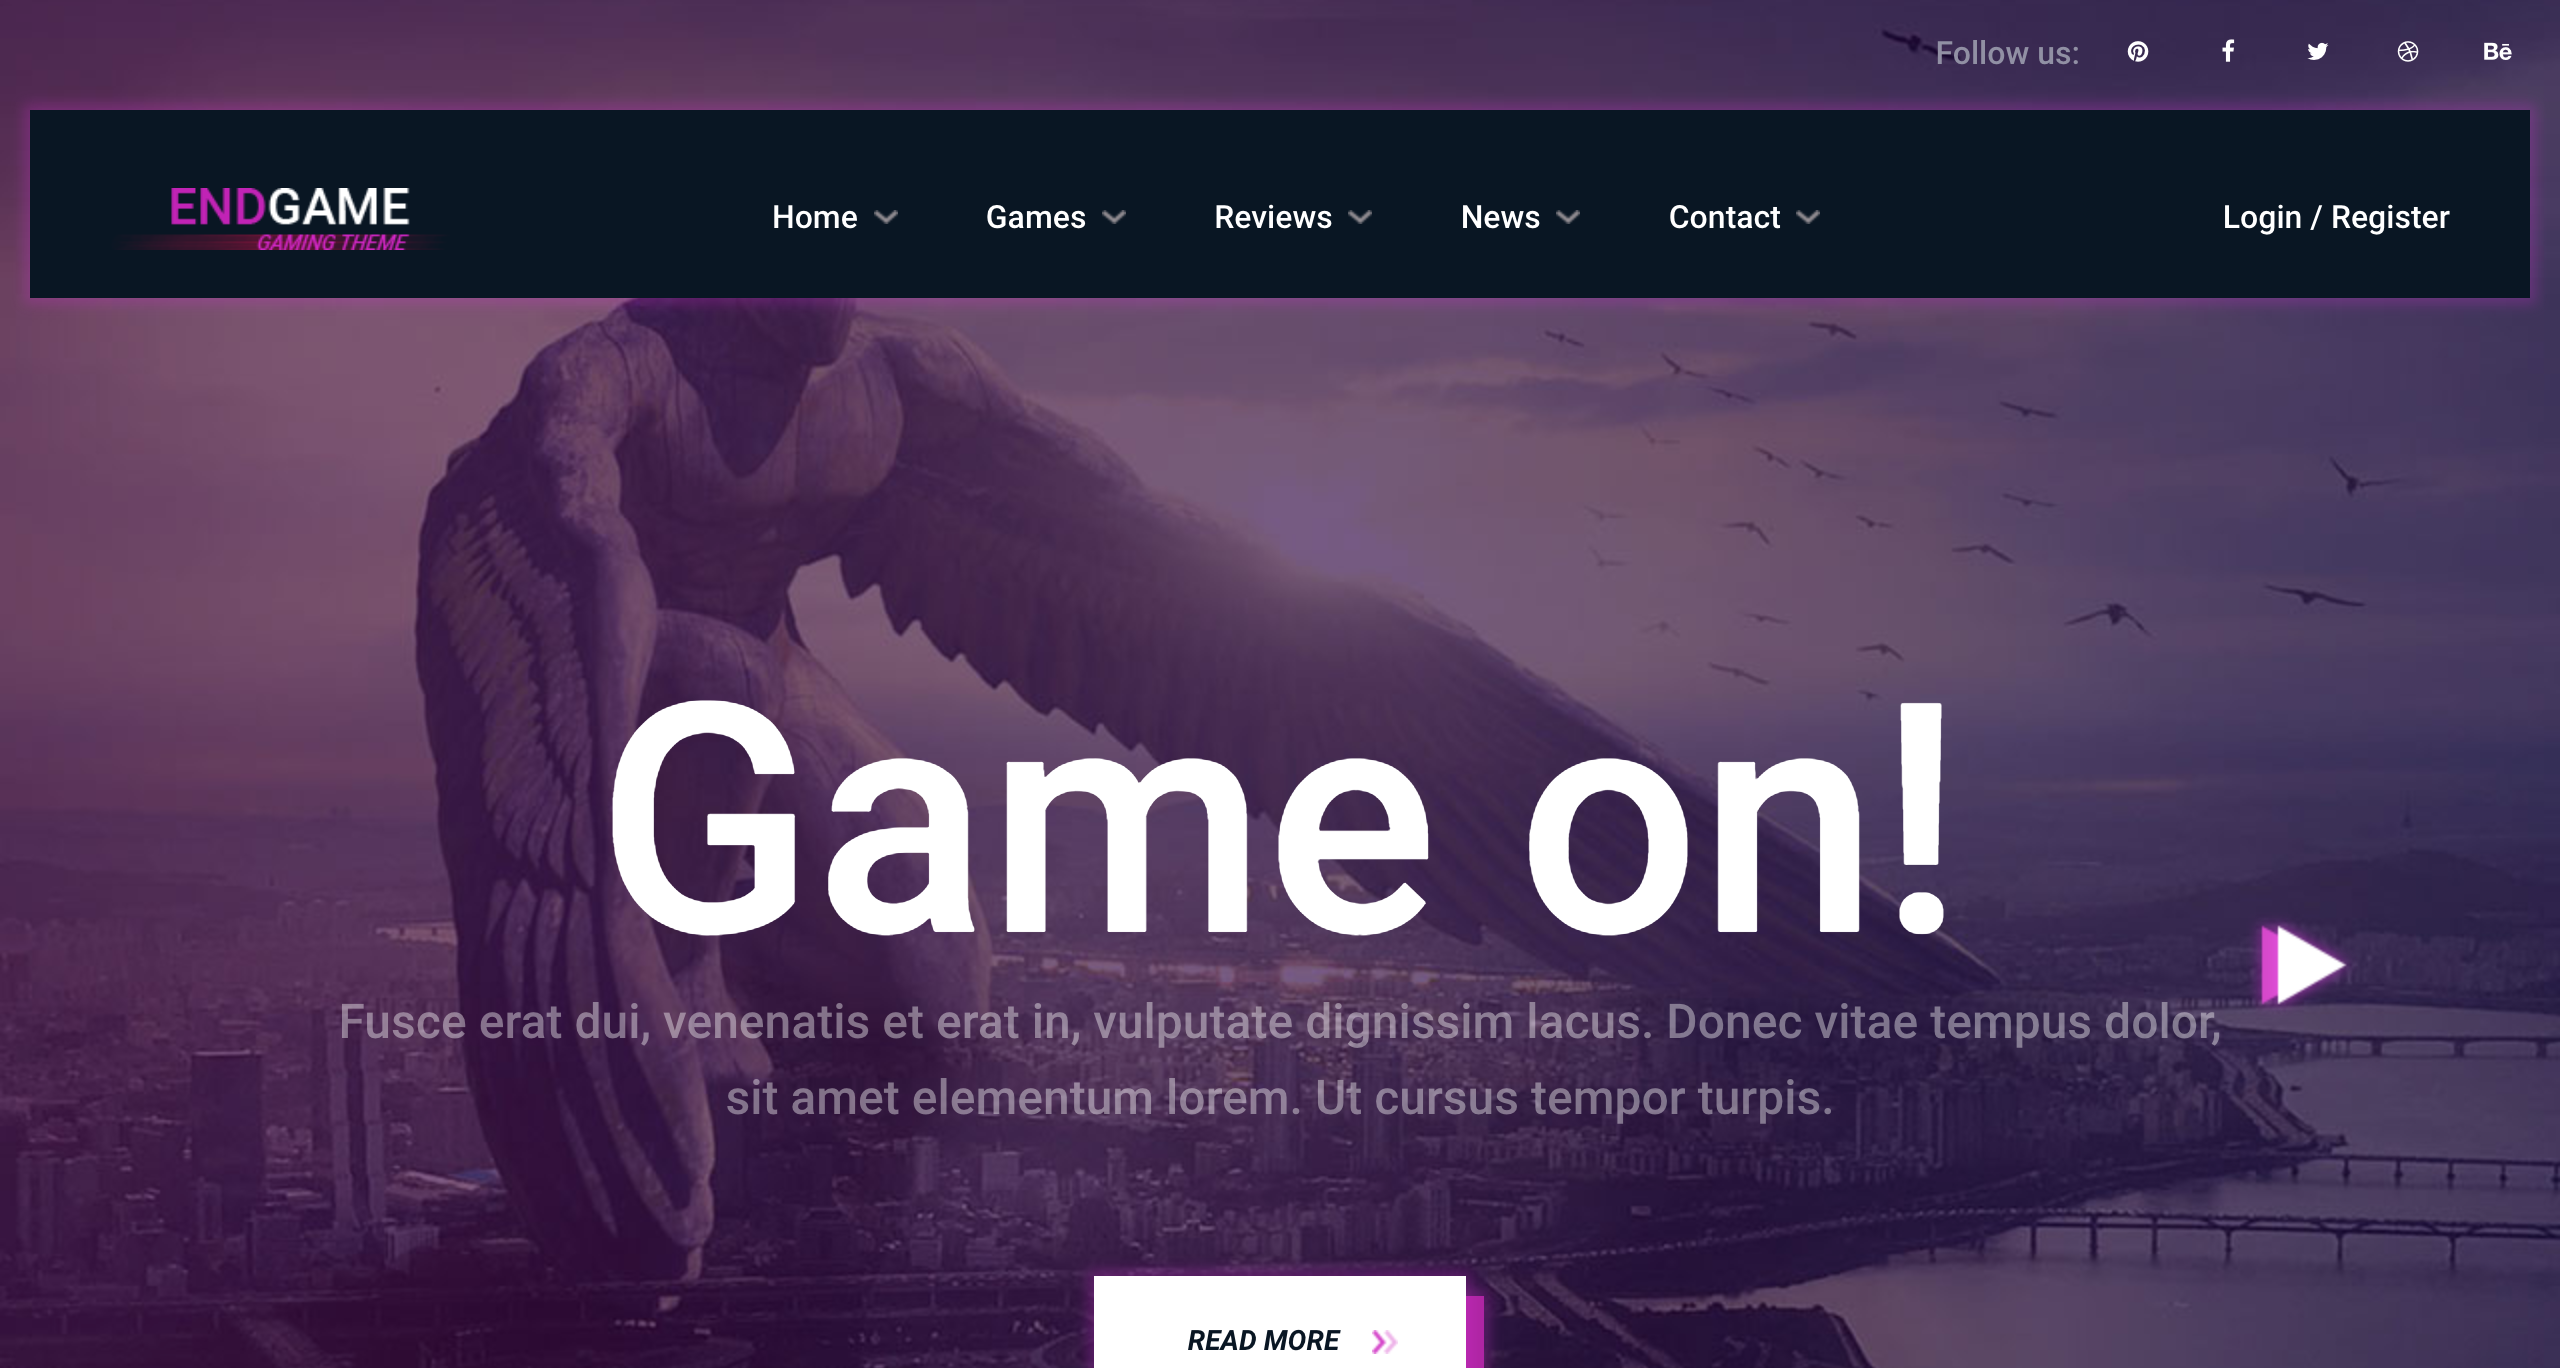 Follow us:
Bē
ENDGAME
GAMING THEME
Home
Games
Reviews
News
Contact
Login / Register
Game on!
Fusce erat dui, venenatis et erat in, vulputate dignissim lacus. Donec vitae tempus dolor,
sit amet elementum lorem. Ut cursus tempor turpis.
READ MORE